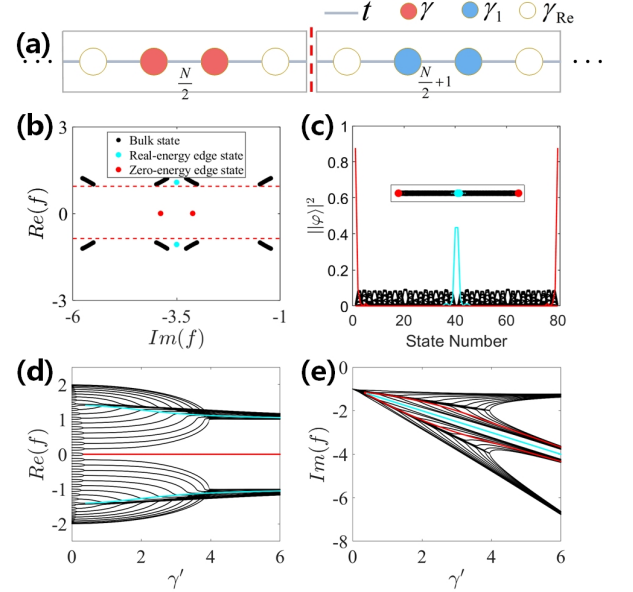 t γ γ₁ γ_Re
(a)
... N/2 N/2 +1 ...
(b)
3
0
-3
Re(f)
Bulk state
Real-energy edge state
Zero-energy edge state
-6 -3.5 -1
Im(f)
(c)
1
0.8
0.6
0.4
0.2
0
||φ⟩|²
0 20 40 60 80
State Number
(d)
2
1
0
-1
-2
Re(f)
0 2 4 6
γ′
(e)
0
-2
-4
-6
-8
Im(f)
0 2 4 6
γ′